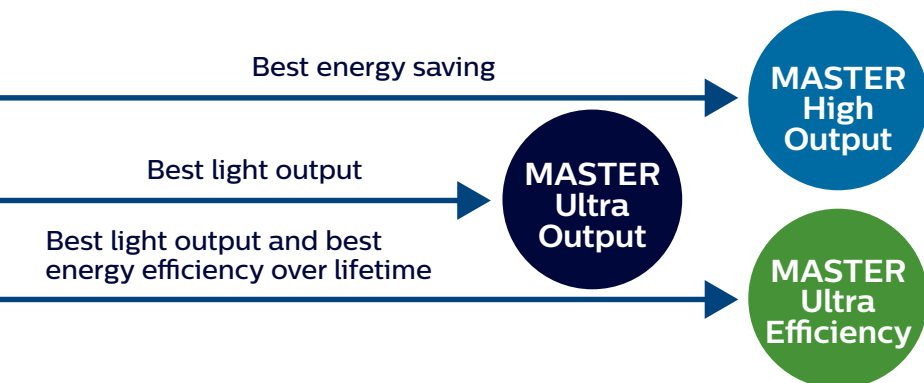 Best energy saving
MASTER
High
Output
Best light output
MASTER
Ultra
Output
Best light output and best
energy efficiency over lifetime
MASTER
Ultra
Efficiency